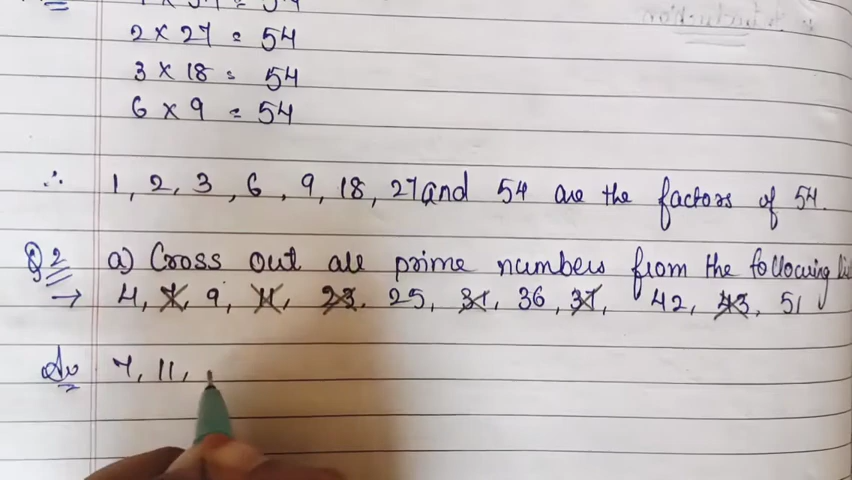 2 × 27 = 54
3 × 18 = 54
6 × 9 = 54
∴ 1, 2, 3, 6, 9, 18, 27 and 54 are the factors of 54.
Q2 a) Cross out all prime numbers from the following
→ 4, 7, 9, 11, 23, 25, 31, 36, 37, 42, 43, 51
7, 11,